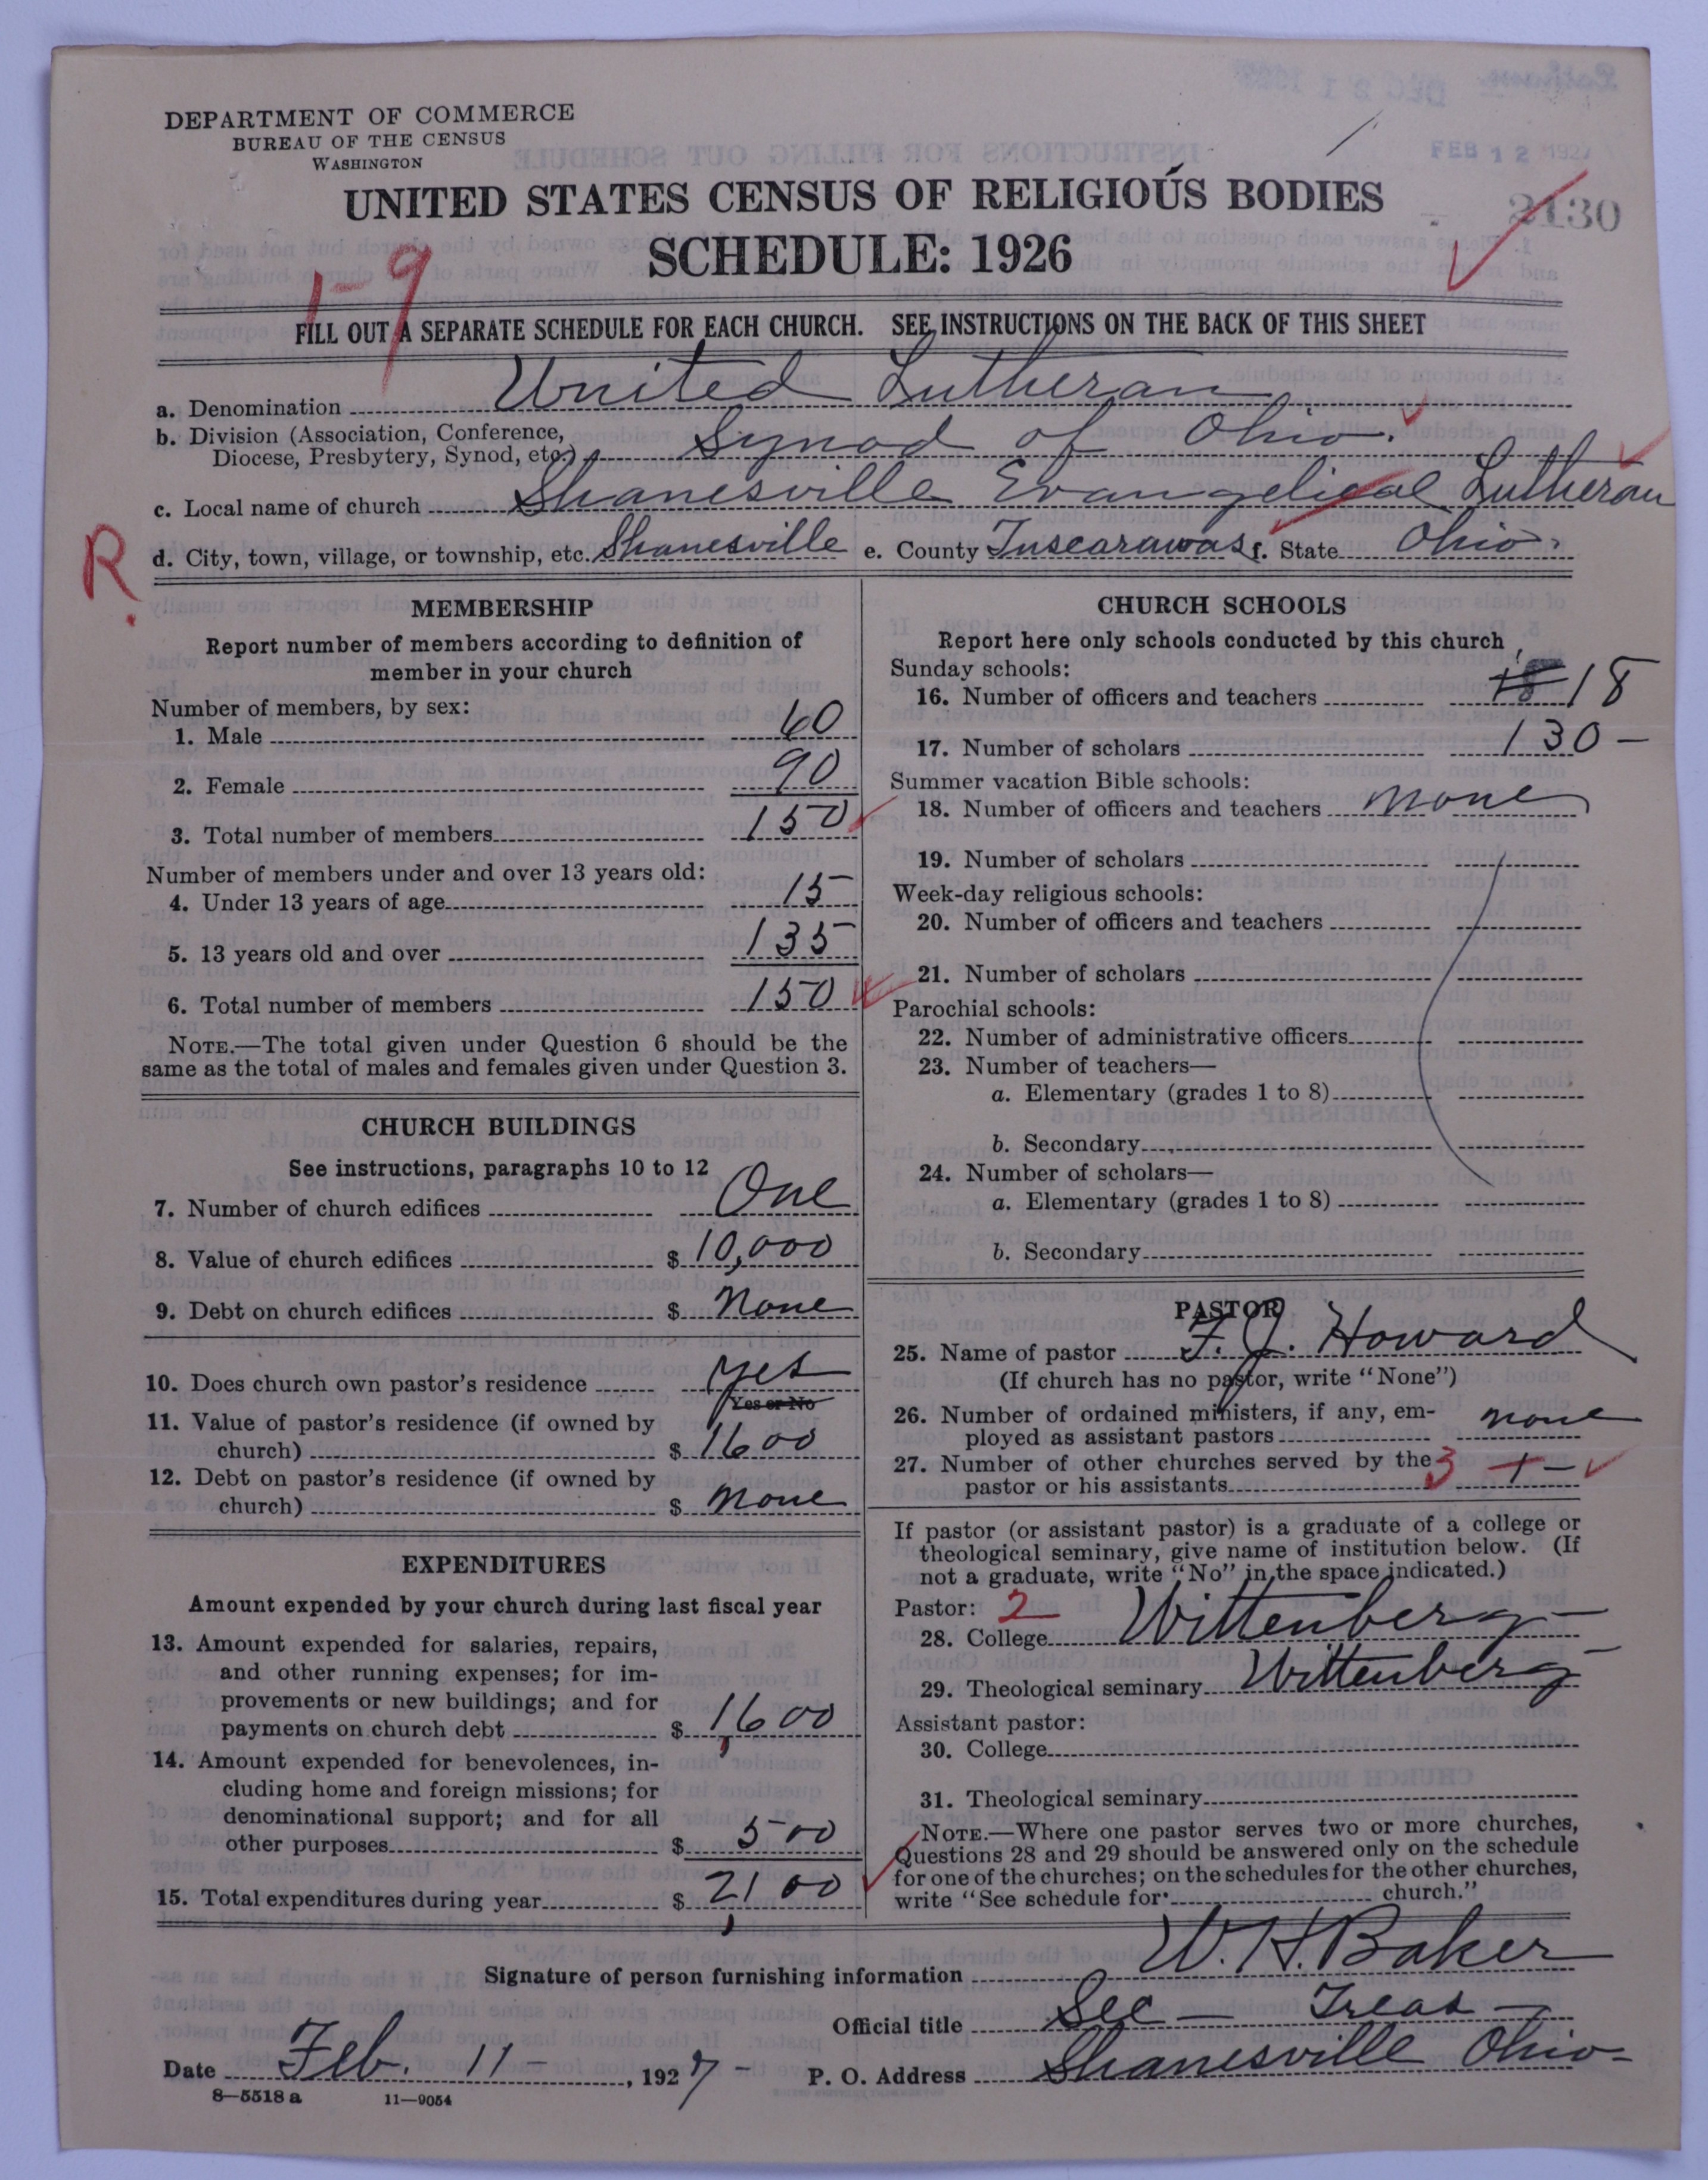 DEPARTMENT OF COMMERCE
BUREAU OF THE CENSUS
WASHINGTON
FEB 12 1927
2130
UNITED STATES CENSUS OF RELIGIOUS BODIES
SCHEDULE: 1926
1-9
FILL OUT A SEPARATE SCHEDULE FOR EACH CHURCH. SEE INSTRUCTIONS ON THE BACK OF THIS SHEET
a. Denomination United Lutheran
b. Division (Association, Conference,
Diocese, Presbytery, Synod, etc.) Synod of Ohio.
c. Local name of church Shanesville Evangelical Lutheran
R.
d. City, town, village, or township, etc. Shanesville e. County Tuscarawas f. State Ohio.
MEMBERSHIP
Report number of members according to definition of
member in your church
Number of members, by sex:
1. Male 60
2. Female 90
3. Total number of members 150
Number of members under and over 13 years old:
4. Under 13 years of age 15
5. 13 years old and over 135
6. Total number of members 150
NOTE.—The total given under Question 6 should be the
same as the total of males and females given under Question 3.
CHURCH BUILDINGS
See instructions, paragraphs 10 to 12
7. Number of church edifices One
8. Value of church edifices $ 10,000
9. Debt on church edifices $ None
10. Does church own pastor's residence yes
Yes or No
11. Value of pastor's residence (if owned by
church) $ 1600
12. Debt on pastor's residence (if owned by
church) $ none
EXPENDITURES
Amount expended by your church during last fiscal year
13. Amount expended for salaries, repairs,
and other running expenses; for im-
provements or new buildings; and for
payments on church debt $ 1,600
14. Amount expended for benevolences, in-
cluding home and foreign missions; for
denominational support; and for all
other purposes $ 500
15. Total expenditures during year $ 2,100
CHURCH SCHOOLS
Report here only schools conducted by this church
Sunday schools:
16. Number of officers and teachers 18 18
17. Number of scholars 130 –
Summer vacation Bible schools:
18. Number of officers and teachers none
19. Number of scholars
Week-day religious schools:
20. Number of officers and teachers
21. Number of scholars
Parochial schools:
22. Number of administrative officers
23. Number of teachers—
a. Elementary (grades 1 to 8)
b. Secondary
24. Number of scholars—
a. Elementary (grades 1 to 8)
b. Secondary
PASTOR
25. Name of pastor F. J. Howard
(If church has no pastor, write "None")
26. Number of ordained ministers, if any, em-
ployed as assistant pastors none
27. Number of other churches served by the
pastor or his assistants 3 1 –
If pastor (or assistant pastor) is a graduate of a college or
theological seminary, give name of institution below. (If
not a graduate, write "No" in the space indicated.)
Pastor: 2
28. College Wittenberg –
29. Theological seminary Wittenberg –
Assistant pastor:
30. College
31. Theological seminary
NOTE.—Where one pastor serves two or more churches,
Questions 28 and 29 should be answered only on the schedule
for one of the churches; on the schedules for the other churches,
write "See schedule for church."
Signature of person furnishing information W. H. Baker
Official title Sec – Treas –
Date Feb. 11 – , 1927 – P. O. Address Shanesville Ohio –
8—5518 a 11—9054